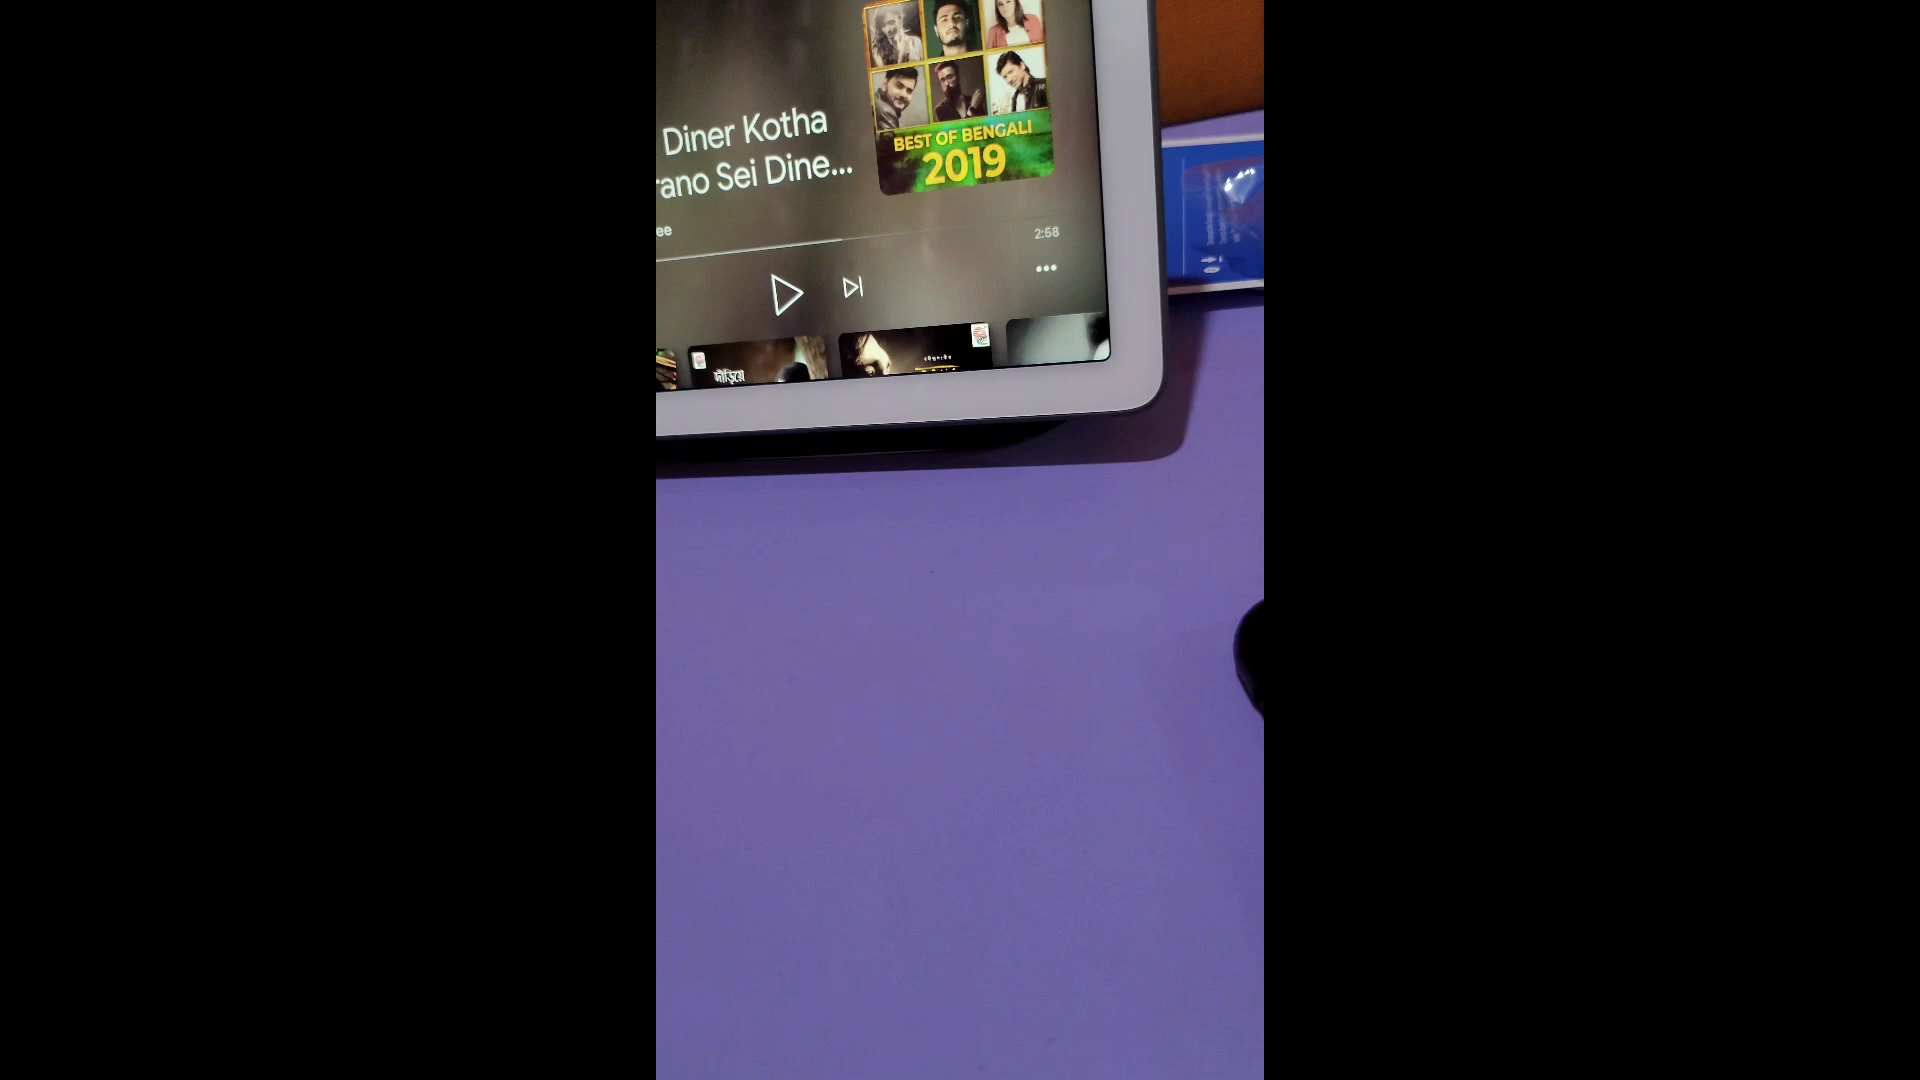 Diner Kotha
rano Sei Dine...
ee
BEST OF BENGALI
2019
2:58
দাঁড়িয়ে